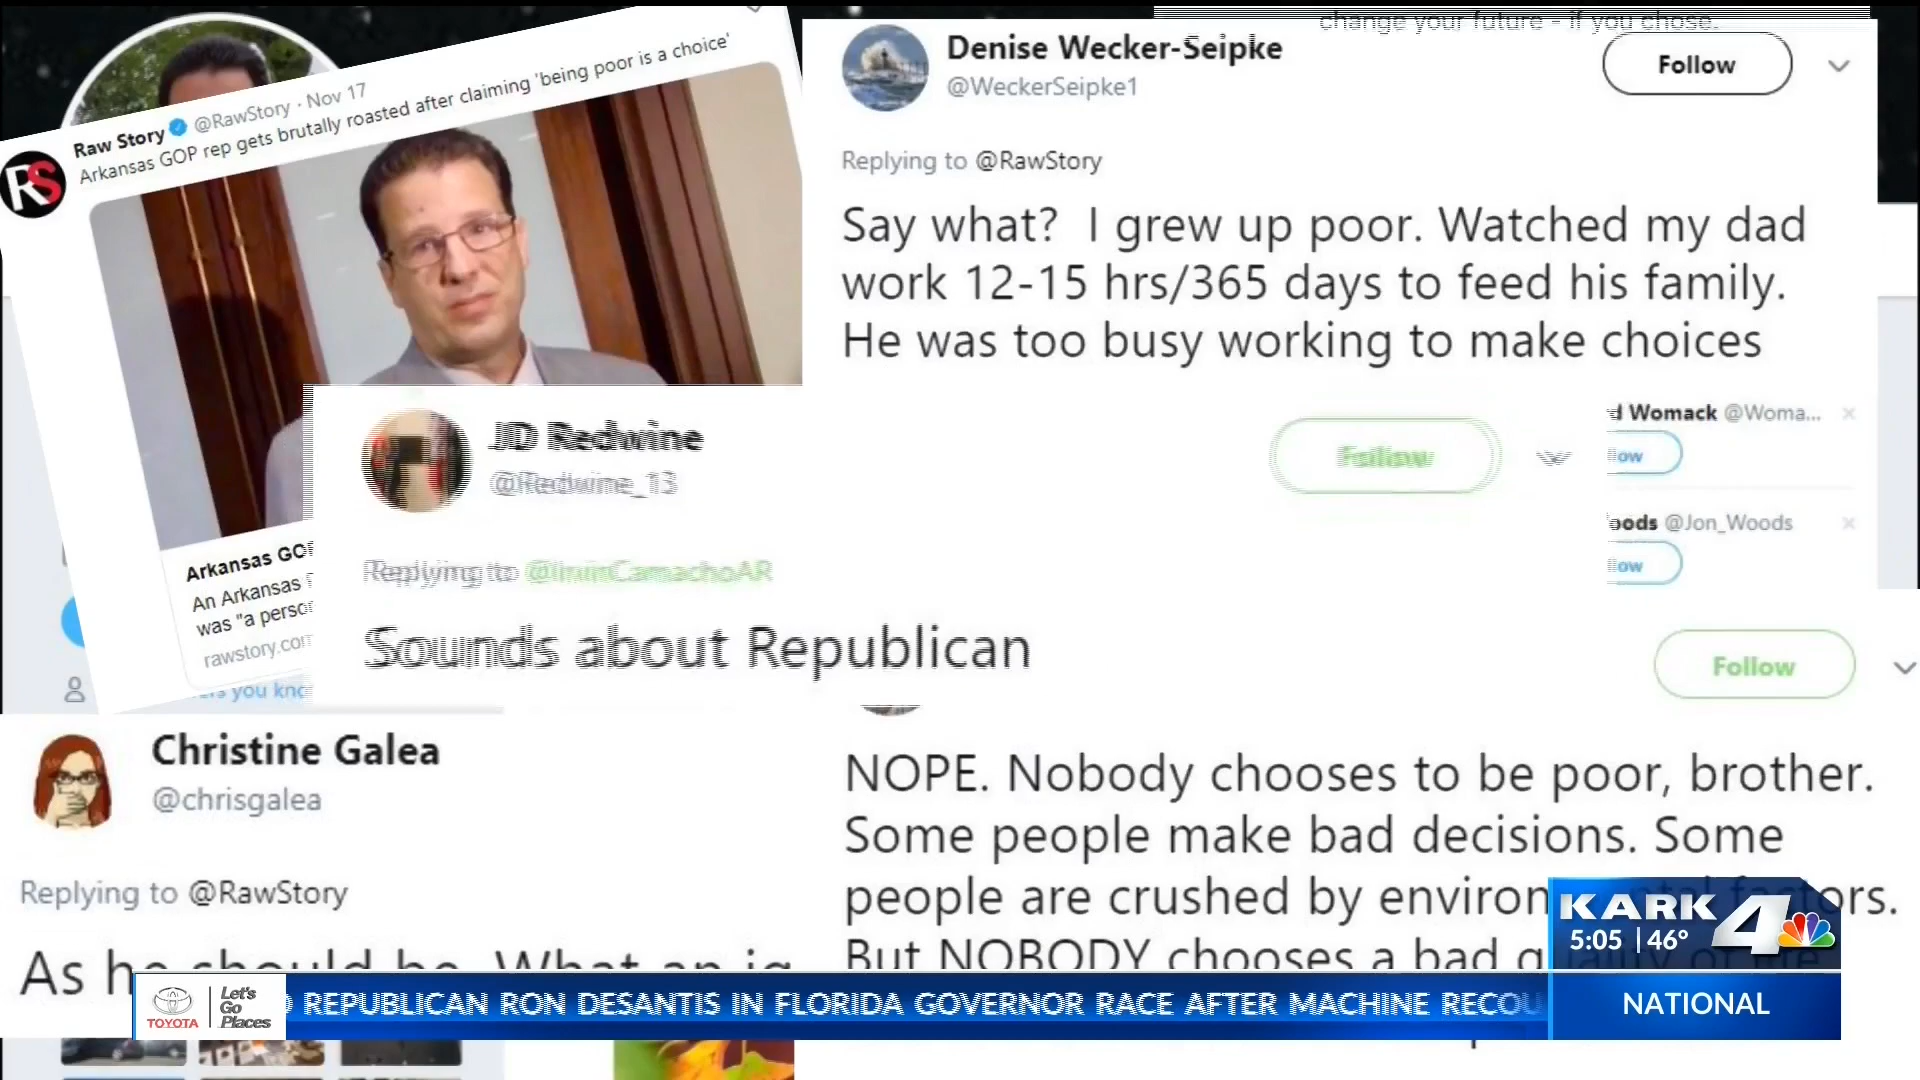 change your future - if you chose.
Raw Story @RawStory · Nov 17
Arkansas GOP rep gets brutally roasted after claiming 'being poor is a choice'
RS
Arkansas GOP
An Arkansas
was "a person
rawstory.com
you kno
Denise Wecker-Seipke
@WeckerSeipke1
Follow
Replying to @RawStory
Say what? I grew up poor. Watched my dad
work 12-15 hrs/365 days to feed his family.
He was too busy working to make choices
JD Redwine
@Redwine_13
Follow
Replying to
Sounds about Republican
d Womack @Woma...
low
oods @Jon_Woods
low
Follow
Christine Galea
@chrisgalea
Replying to @RawStory
As he should be. What an ig
NOPE. Nobody chooses to be poor, brother.
Some people make bad decisions. Some
people are crushed by environmental factors.
But NOBODY chooses a bad quality of life
KARK 4
5:05 | 46°
TOYOTA Let's Go Places
REPUBLICAN RON DESANTIS IN FLORIDA GOVERNOR RACE AFTER MACHINE RECOU
NATIONAL